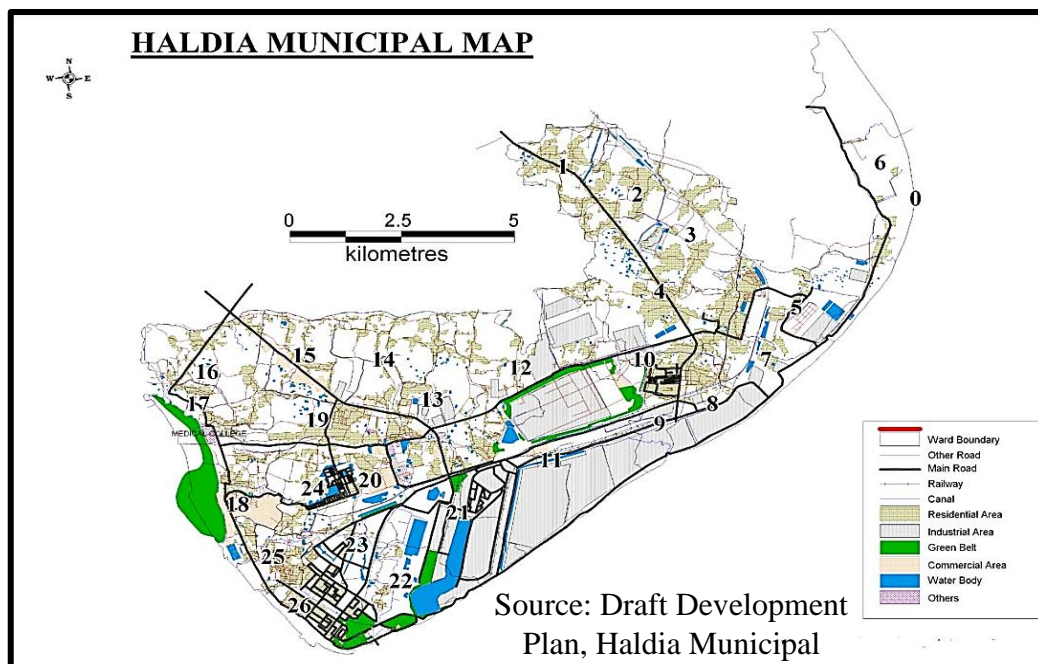 HALDIA MUNICIPAL MAP
N
W E
S
6
1
2
0
0 2.5 5
3
kilometres
4
5
15
14
12
10
7
16
13
17
8
19
9
MEDICAL COLLEGE
11
20
24
18
21
23
25
22
26
Ward Boundary
Other Road
Main Road
Railway
Canal
Residential Area
Industrial Area
Green Belt
Commercial Area
Water Body
Others
Source: Draft Development
Plan, Haldia Municipal